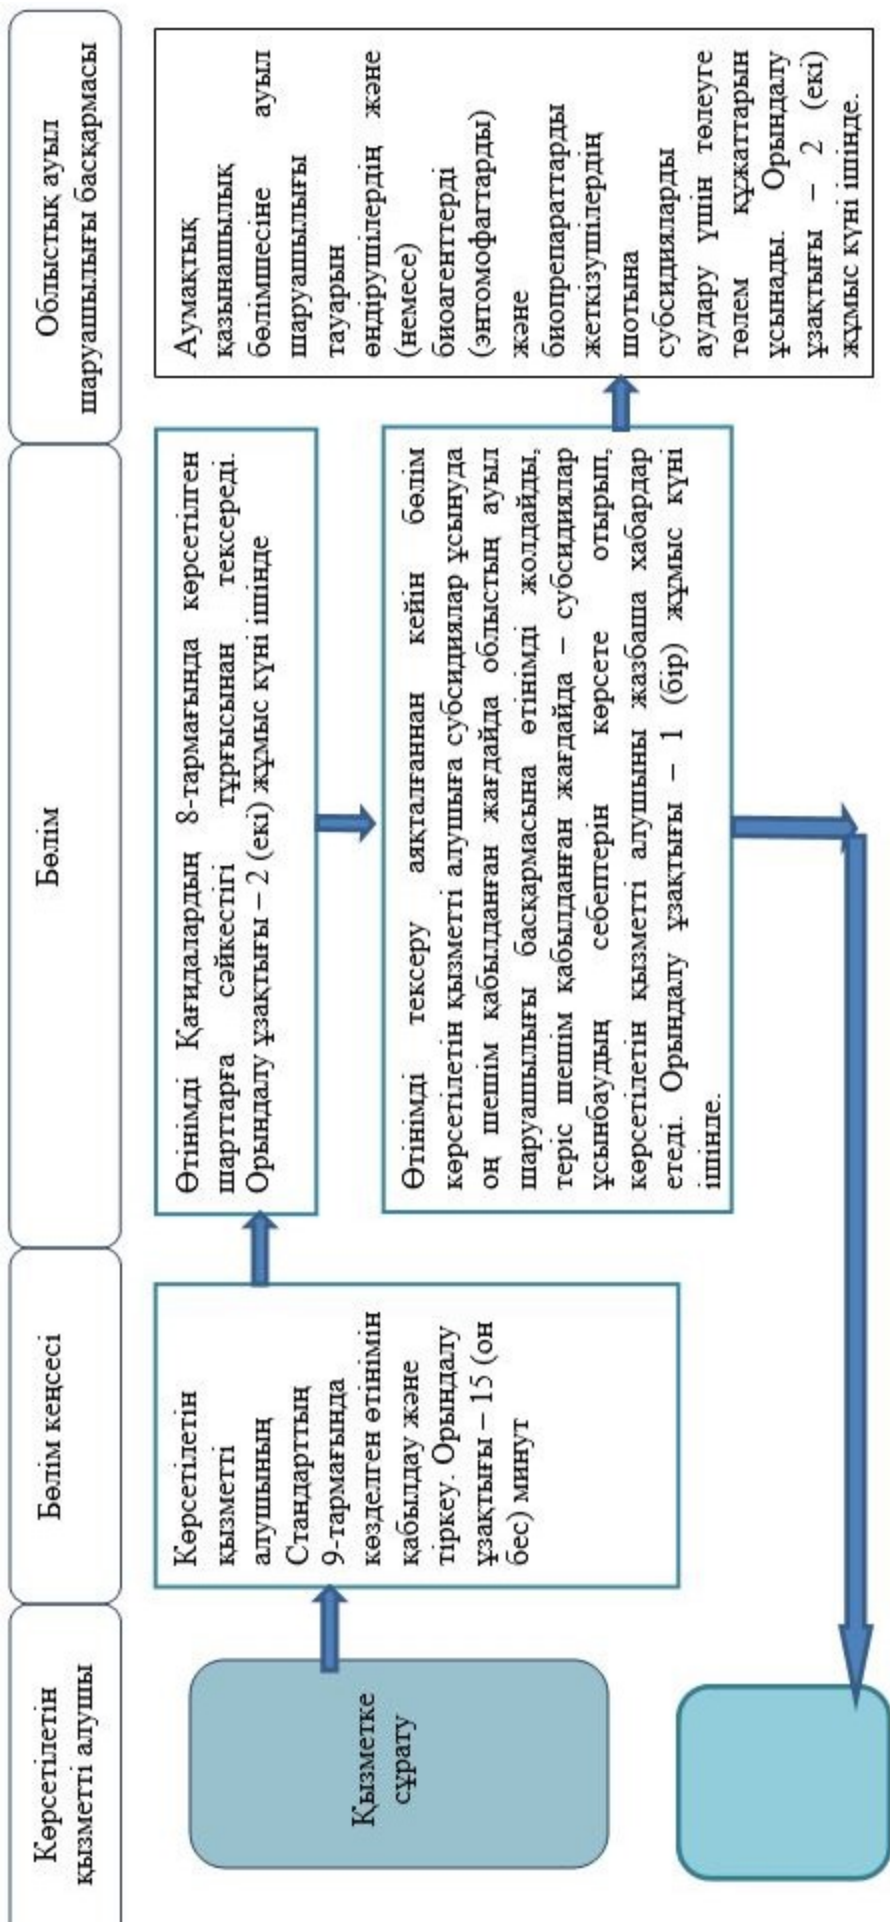 Көрсетілетін
қызметті алушы
Бөлім кеңсесі
Бөлім
Облыстық ауыл
шаруашылығы басқармасы
Қызметке
сұрату
Көрсетілетін
қызметті
алушының
Стандарттың
9-тармағында
көзделген өтінімін
қабылдау және
тіркеу. Орындалу
ұзақтығы – 15 (он
бес) минут
Өтінімді Қағидалардың 8-тармағында көрсетілген
шарттарға сәйкестігі тұрғысынан тексереді.
Орындалу ұзақтығы – 2 (екі) жұмыс күні ішінде
Өтінімді тексеру аяқталғаннан кейін бөлім
көрсетілетін қызметті алушыға субсидиялар ұсынуда
оң шешім қабылданған жағдайда облыстың ауыл
шаруашылығы басқармасына өтінімді жолдайды,
теріс шешім қабылданған жағдайда – субсидиялар
ұсынбаудың себептерін көрсете отырып,
көрсетілетін қызметті алушыны жазбаша хабардар
етеді. Орындалу ұзақтығы – 1 (бір) жұмыс күні
ішінде.
Аумақтық
қазынашылық
бөлімшесіне ауыл
шаруашылығы
тауарын
өндірушілердің және
(немесе)
биоагенттерді
(энтомофагтарды)
және
биопрепараттарды
жеткізушілердің
шотына
субсидияларды
аудару үшін төлеуге
төлем құжаттарын
ұсынады. Орындалу
ұзақтығы – 2 (екі)
жұмыс күні ішінде.